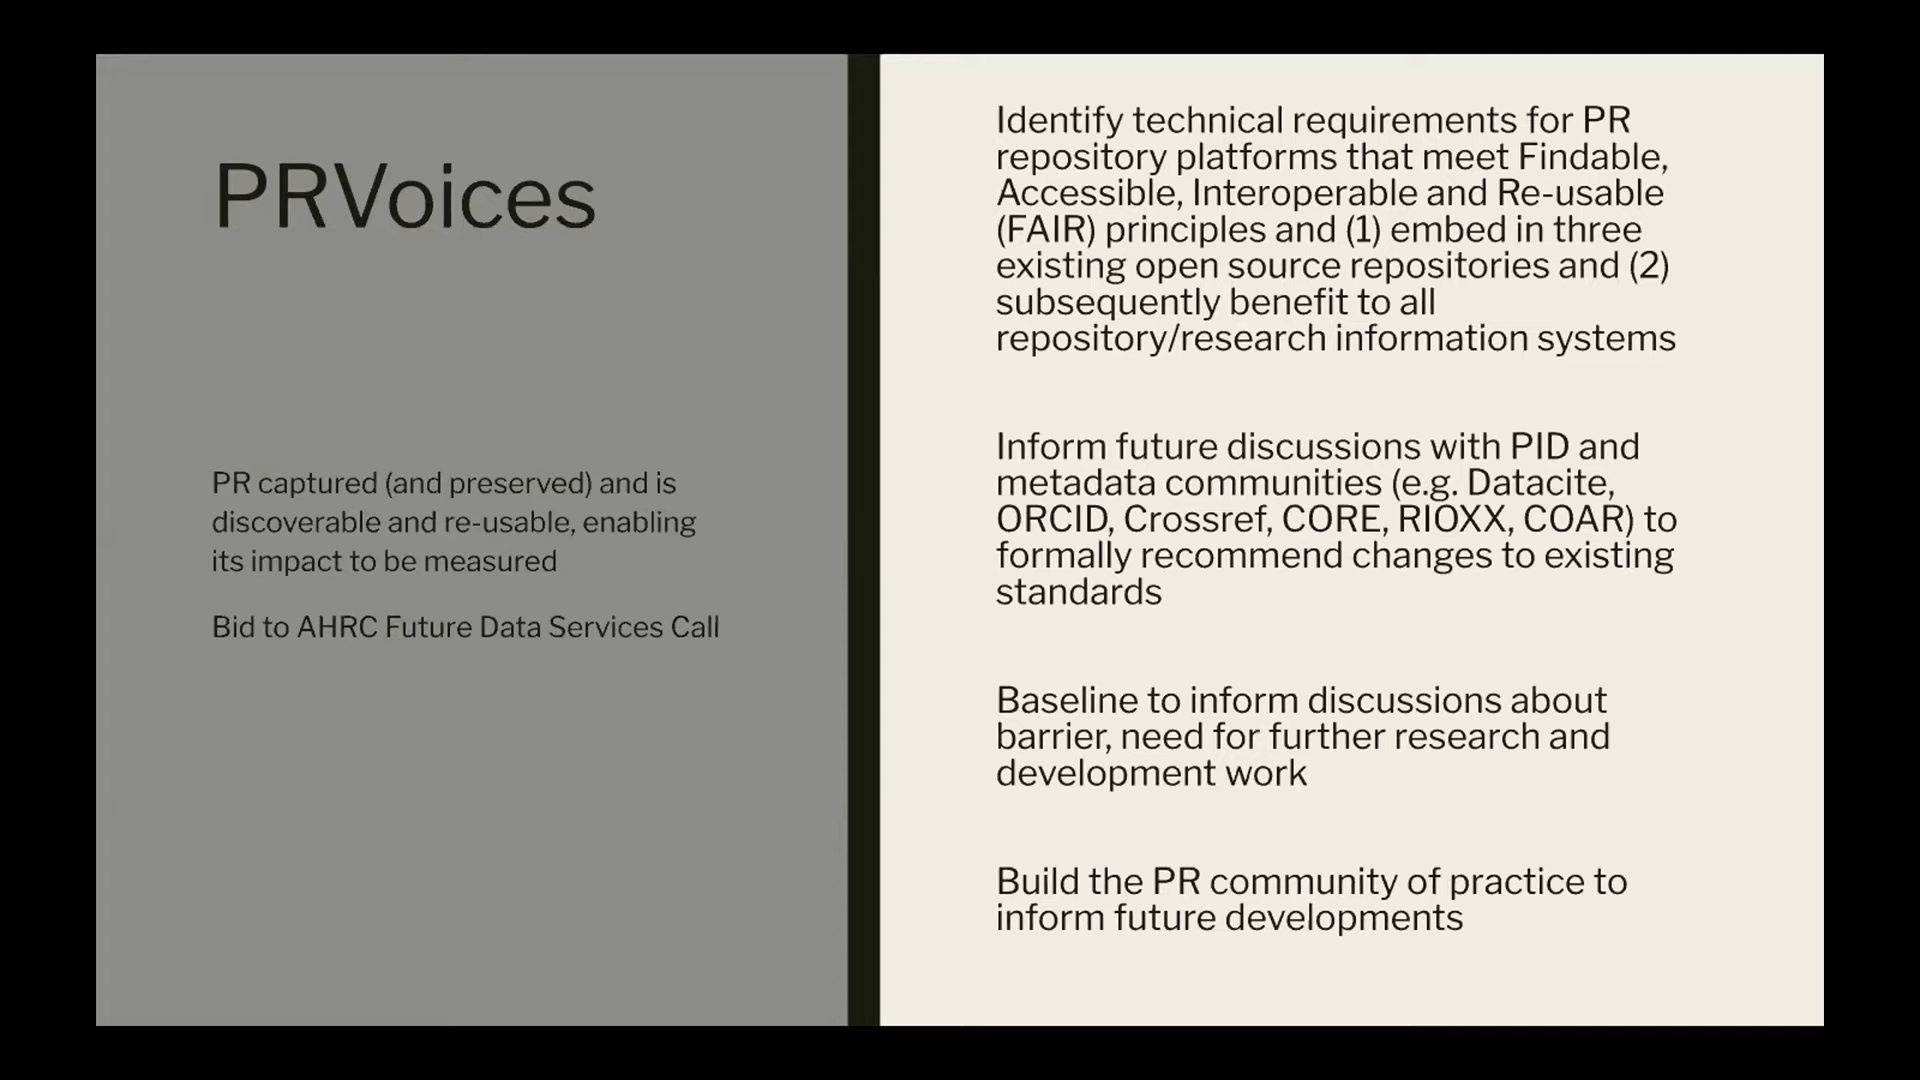 PRVoices
PR captured (and preserved) and is
discoverable and re-usable, enabling
its impact to be measured
Bid to AHRC Future Data Services Call
Identify technical requirements for PR
repository platforms that meet Findable,
Accessible, Interoperable and Re-usable
(FAIR) principles and (1) embed in three
existing open source repositories and (2)
subsequently benefit to all
repository/research information systems
Inform future discussions with PID and
metadata communities (e.g. Datacite,
ORCID, Crossref, CORE, RIOXX, COAR) to
formally recommend changes to existing
standards
Baseline to inform discussions about
barrier, need for further research and
development work
Build the PR community of practice to
inform future developments